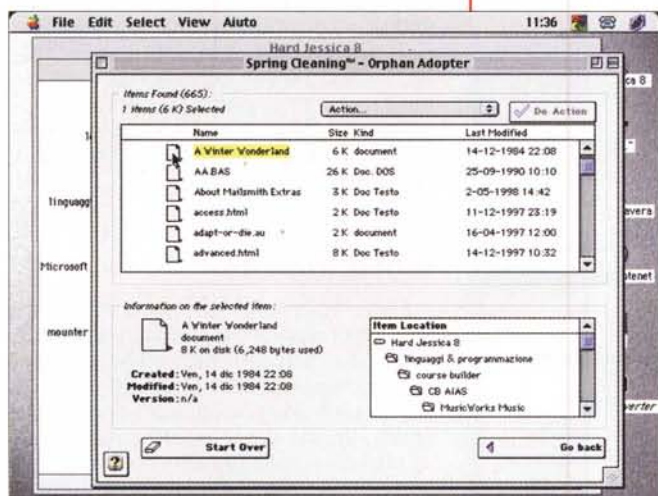 File Edit Select View Aiuto 11:36
Hard Jessica 8
Spring Cleaning™ - Orphan Adopter
Items Found (665):
1 Items (6 K) Selected
Action...
Do Action
Name Size Kind Last Modified
A Winter Wonderland 6 K document 14-12-1984 22:08
AA.BAS 26 K Doc. DOS 25-09-1990 10:10
About Mailsmith Extras 3 K Doc Testo 2-05-1998 14:42
access.html 2 K Doc Testo 11-12-1997 23:19
adapt-or-die.au 2 K document 16-04-1997 12:00
advanced.html 8 K Doc Testo 14-12-1997 10:32
Microsoft
mounter
Information on the selected item:
A Winter Wonderland
document
8 K on disk (6,248 bytes used)
Created: Ven, 14 dic 1984 22:08
Modified: Ven, 14 dic 1984 22:08
Version: n/a
Item Location
Hard Jessica 8
linguaggi & programmazione
course builder
CB AIAS
MusicWorks Music
Start Over
Go back
?